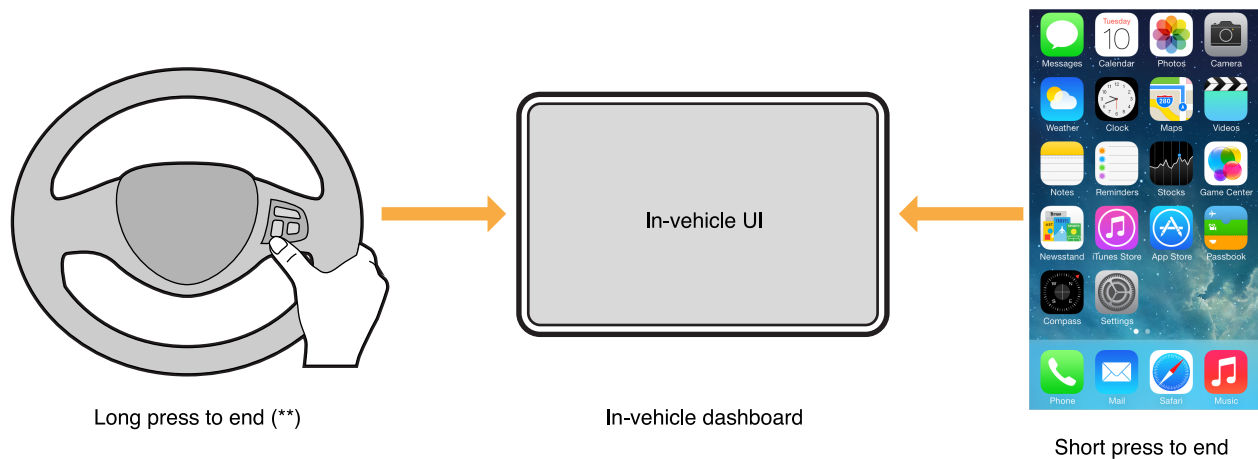 Tuesday
10
Messages Calendar Photos Camera
280
Weather Clock Maps Videos
Notes Reminders Stocks Game Center
Newsstand iTunes Store App Store Passbook
Compass Settings
Phone Mail Safari Music
In-vehicle UI
Long press to end (**)
In-vehicle dashboard
Short press to end